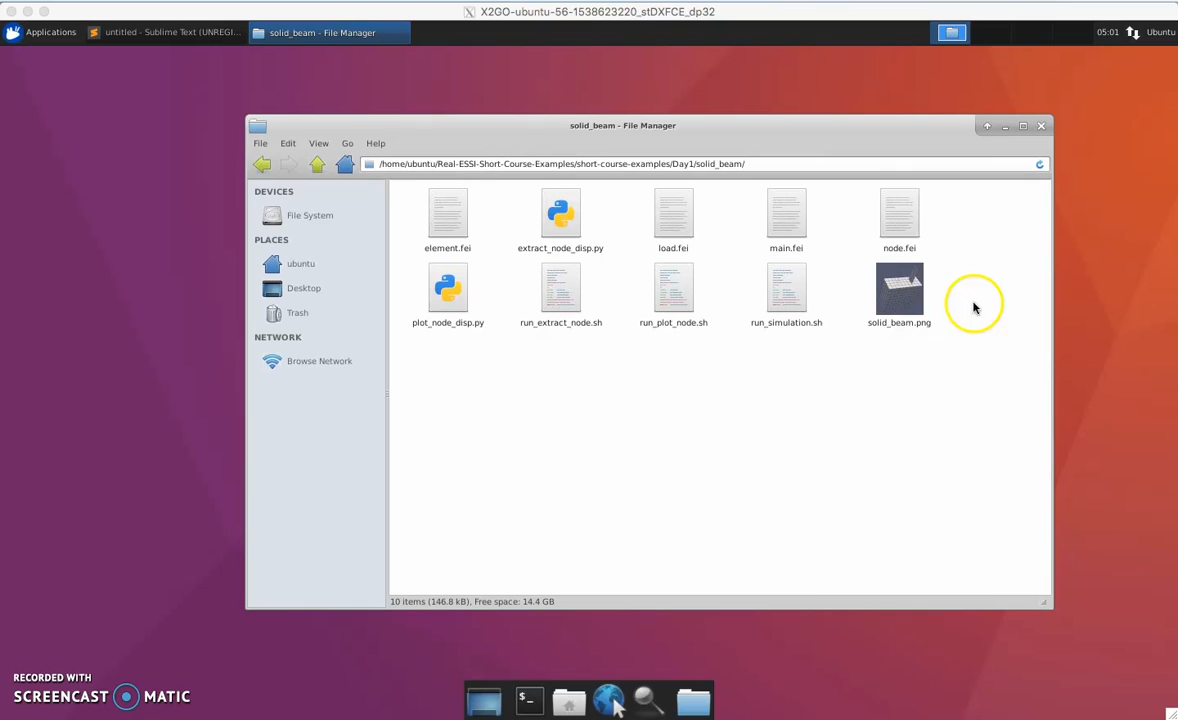 X2GO-ubuntu-56-1538623220_stDXFCE_dp32
Applications
untitled - Sublime Text (UNREGI...
solid_beam - File Manager
05:01
Ubuntu
solid_beam - File Manager
File Edit View Go Help
/home/ubuntu/Real-ESSI-Short-Course-Examples/short-course-examples/Day1/solid_beam/
DEVICES
File System
PLACES
ubuntu
Desktop
Trash
NETWORK
Browse Network
element.fei
extract_node_disp.py
load.fei
main.fei
node.fei
plot_node_disp.py
run_extract_node.sh
run_plot_node.sh
run_simulation.sh
solid_beam.png
10 items (146.8 kB), Free space: 14.4 GB
RECORDED WITH
SCREENCAST MATIC